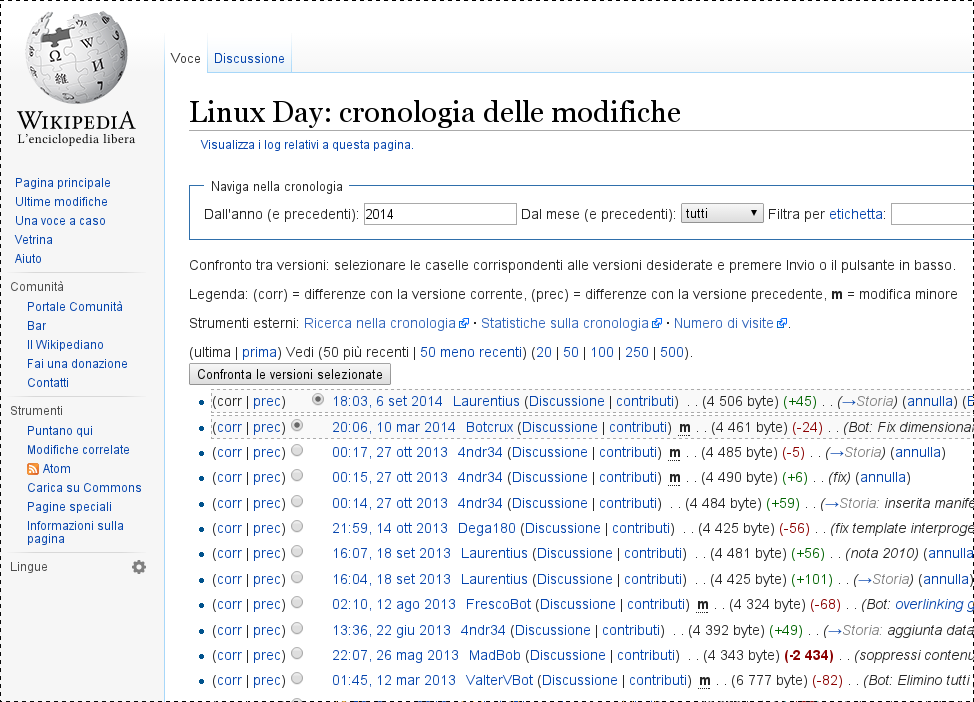 WIKIPEDIA
L'enciclopedia libera
Pagina principale
Ultime modifiche
Una voce a caso
Vetrina
Aiuto
Comunità
Portale Comunità
Bar
Il Wikipediano
Fai una donazione
Contatti
Strumenti
Puntano qui
Modifiche correlate
Atom
Carica su Commons
Pagine speciali
Informazioni sulla
pagina
Lingue
Voce Discussione
Linux Day: cronologia delle modifiche
Visualizza i log relativi a questa pagina.
Naviga nella cronologia
Dall'anno (e precedenti): 2014 Dal mese (e precedenti): tutti Filtra per etichetta:
Confronto tra versioni: selezionare le caselle corrispondenti alle versioni desiderate e premere Invio o il pulsante in basso.
Legenda: (corr) = differenze con la versione corrente, (prec) = differenze con la versione precedente, m = modifica minore
Strumenti esterni: Ricerca nella cronologia · Statistiche sulla cronologia · Numero di visite.
(ultima | prima) Vedi (50 più recenti | 50 meno recenti) (20 | 50 | 100 | 250 | 500).
Confronta le versioni selezionate
(corr | prec) 18:03, 6 set 2014 Laurentius (Discussione | contributi) . . (4 506 byte) (+45) . . (→Storia) (annulla) (
(corr | prec) 20:06, 10 mar 2014 Botcrux (Discussione | contributi) m . . (4 461 byte) (-24) . . (Bot: Fix dimensiona
(corr | prec) 00:17, 27 ott 2013 4ndr34 (Discussione | contributi) m . . (4 485 byte) (-5) . . (→Storia) (annulla)
(corr | prec) 00:15, 27 ott 2013 4ndr34 (Discussione | contributi) m . . (4 490 byte) (+6) . . (fix) (annulla)
(corr | prec) 00:14, 27 ott 2013 4ndr34 (Discussione | contributi) . . (4 484 byte) (+59) . . (→Storia: inserita manife
(corr | prec) 21:59, 14 ott 2013 Dega180 (Discussione | contributi) . . (4 425 byte) (-56) . . (fix template interproge
(corr | prec) 16:07, 18 set 2013 Laurentius (Discussione | contributi) . . (4 481 byte) (+56) . . (nota 2010) (annulla
(corr | prec) 16:04, 18 set 2013 Laurentius (Discussione | contributi) . . (4 425 byte) (+101) . . (→Storia) (annulla)
(corr | prec) 02:10, 12 ago 2013 FrescoBot (Discussione | contributi) m . . (4 324 byte) (-68) . . (Bot: overlinking g
(corr | prec) 13:36, 22 giu 2013 4ndr34 (Discussione | contributi) . . (4 392 byte) (+49) . . (→Storia: aggiunta data
(corr | prec) 22:07, 26 mag 2013 MadBob (Discussione | contributi) . . (4 343 byte) (-2 434) . . (soppressi contenu
(corr | prec) 01:45, 12 mar 2013 ValterVBot (Discussione | contributi) m . . (6 777 byte) (-82) . . (Bot: Elimino tutti